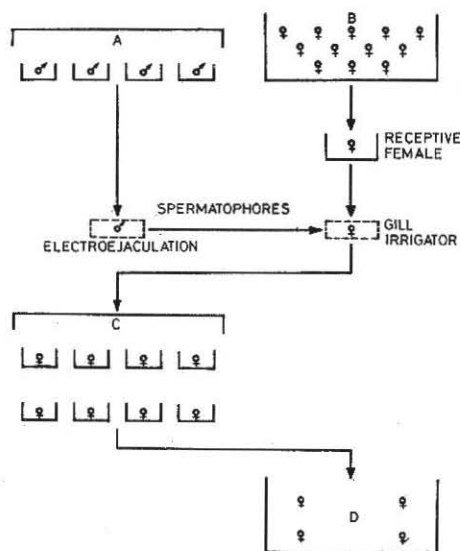 A
B
RECEPTIVE
FEMALE
SPERMATOPHORES
ELECTROEJACULATION
GILL
IRRIGATOR
C
D